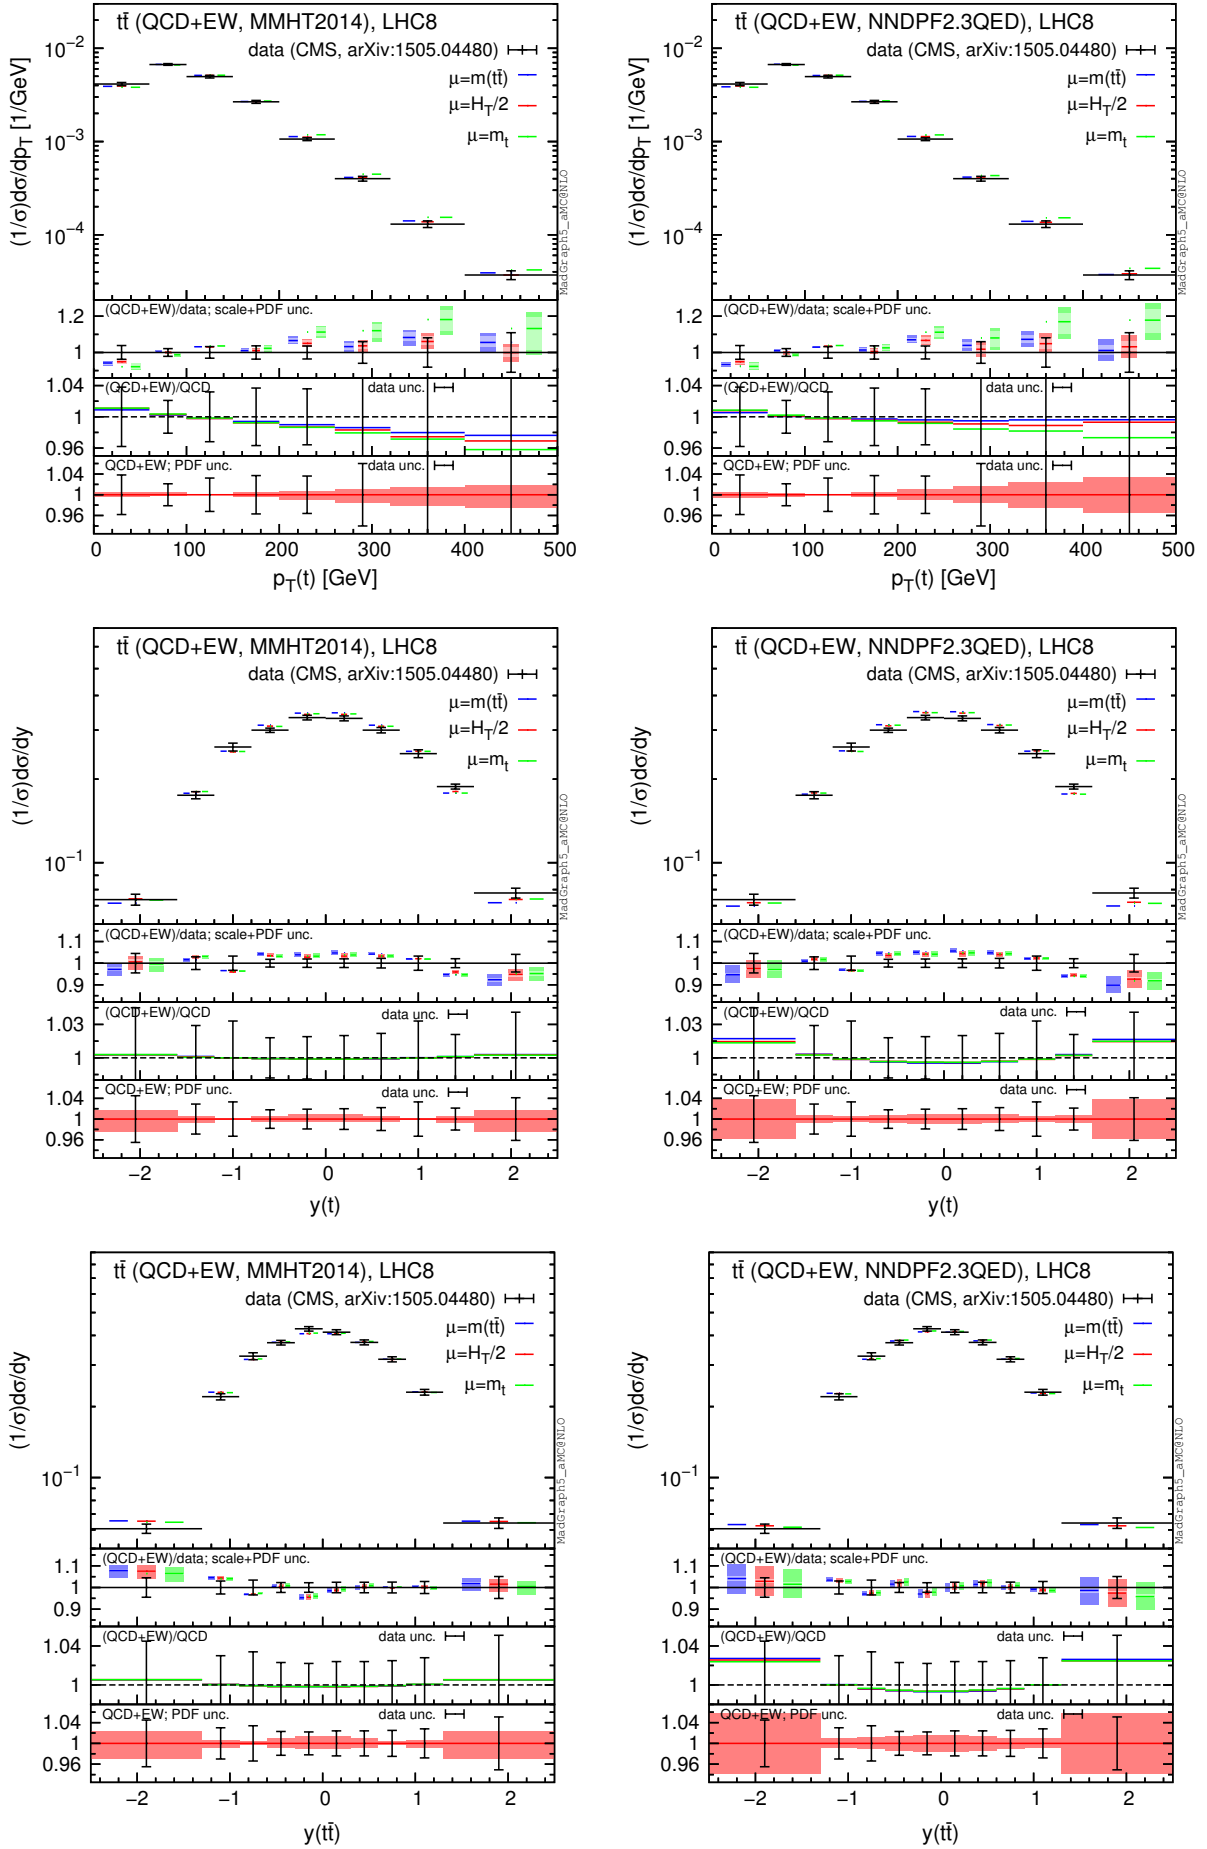 tt̄ (QCD+EW, MMHT2014), LHC8
data (CMS, arXiv:1505.04480)
μ=m(tt̄)
μ=H_T/2
μ=m_t
(1/σ)dσ/dp_T [1/GeV]
10⁻²
10⁻³
10⁻⁴
MadGraph5_aMC@NLO
(QCD+EW)/data; scale+PDF unc.
1.2
1
(QCD+EW)/QCD
data unc.
1.04
1
0.96
QCD+EW; PDF unc.
data unc.
1.04
1
0.96
0 100 200 300 400 500
p_T(t) [GeV]
tt̄ (QCD+EW, NNDPF2.3QED), LHC8
data (CMS, arXiv:1505.04480)
μ=m(tt̄)
μ=H_T/2
μ=m_t
(1/σ)dσ/dp_T [1/GeV]
10⁻²
10⁻³
10⁻⁴
MadGraph5_aMC@NLO
(QCD+EW)/data; scale+PDF unc.
1.2
1
(QCD+EW)/QCD
data unc.
1.04
1
0.96
QCD+EW; PDF unc.
data unc.
1.04
1
0.96
0 100 200 300 400 500
p_T(t) [GeV]
tt̄ (QCD+EW, MMHT2014), LHC8
data (CMS, arXiv:1505.04480)
μ=m(tt̄)
μ=H_T/2
μ=m_t
(1/σ)dσ/dy
10⁻¹
MadGraph5_aMC@NLO
(QCD+EW)/data; scale+PDF unc.
1.1
1
0.9
(QCD+EW)/QCD
data unc.
1.03
1
QCD+EW; PDF unc.
data unc.
1.04
1
0.96
−2 −1 0 1 2
y(t)
tt̄ (QCD+EW, NNDPF2.3QED), LHC8
data (CMS, arXiv:1505.04480)
μ=m(tt̄)
μ=H_T/2
μ=m_t
(1/σ)dσ/dy
10⁻¹
MadGraph5_aMC@NLO
(QCD+EW)/data; scale+PDF unc.
1.1
1
0.9
(QCD+EW)/QCD
data unc.
1.03
1
QCD+EW; PDF unc.
data unc.
1.04
1
0.96
−2 −1 0 1 2
y(t)
tt̄ (QCD+EW, MMHT2014), LHC8
data (CMS, arXiv:1505.04480)
μ=m(tt̄)
μ=H_T/2
μ=m_t
(1/σ)dσ/dy
10⁻¹
MadGraph5_aMC@NLO
(QCD+EW)/data; scale+PDF unc.
1.1
1
0.9
(QCD+EW)/QCD
data unc.
1.04
1
QCD+EW; PDF unc.
data unc.
1.04
1
0.96
−2 −1 0 1 2
y(tt̄)
tt̄ (QCD+EW, NNDPF2.3QED), LHC8
data (CMS, arXiv:1505.04480)
μ=m(tt̄)
μ=H_T/2
μ=m_t
(1/σ)dσ/dy
10⁻¹
MadGraph5_aMC@NLO
(QCD+EW)/data; scale+PDF unc.
1.1
1
0.9
(QCD+EW)/QCD
data unc.
1.04
1
QCD+EW; PDF unc.
data unc.
1.04
1
0.96
−2 −1 0 1 2
y(tt̄)